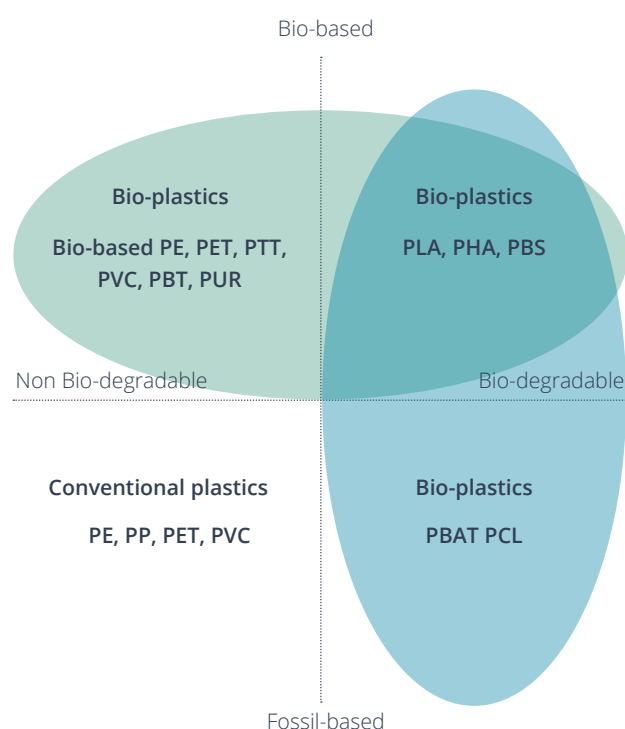 Bio-based
Bio-plastics
Bio-based PE, PET, PTT,
PVC, PBT, PUR
Bio-plastics
PLA, PHA, PBS
Non Bio-degradable
Bio-degradable
Conventional plastics
PE, PP, PET, PVC
Bio-plastics
PBAT PCL
Fossil-based